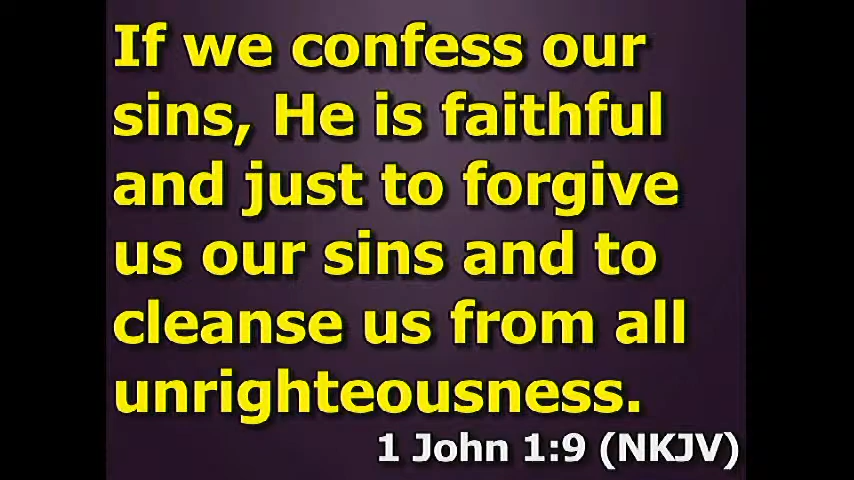 If we confess our
sins, He is faithful
and just to forgive
us our sins and to
cleanse us from all
unrighteousness.
1 John 1:9 (NKJV)